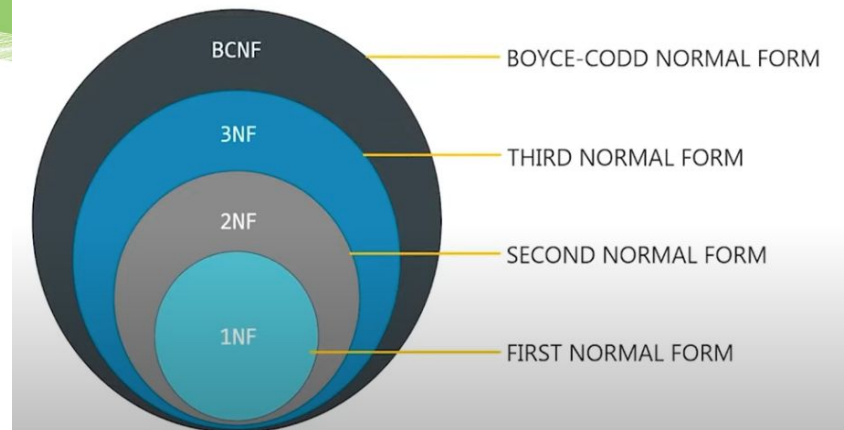 BCNF
BOYCE-CODD NORMAL FORM
3NF
THIRD NORMAL FORM
2NF
SECOND NORMAL FORM
1NF
FIRST NORMAL FORM